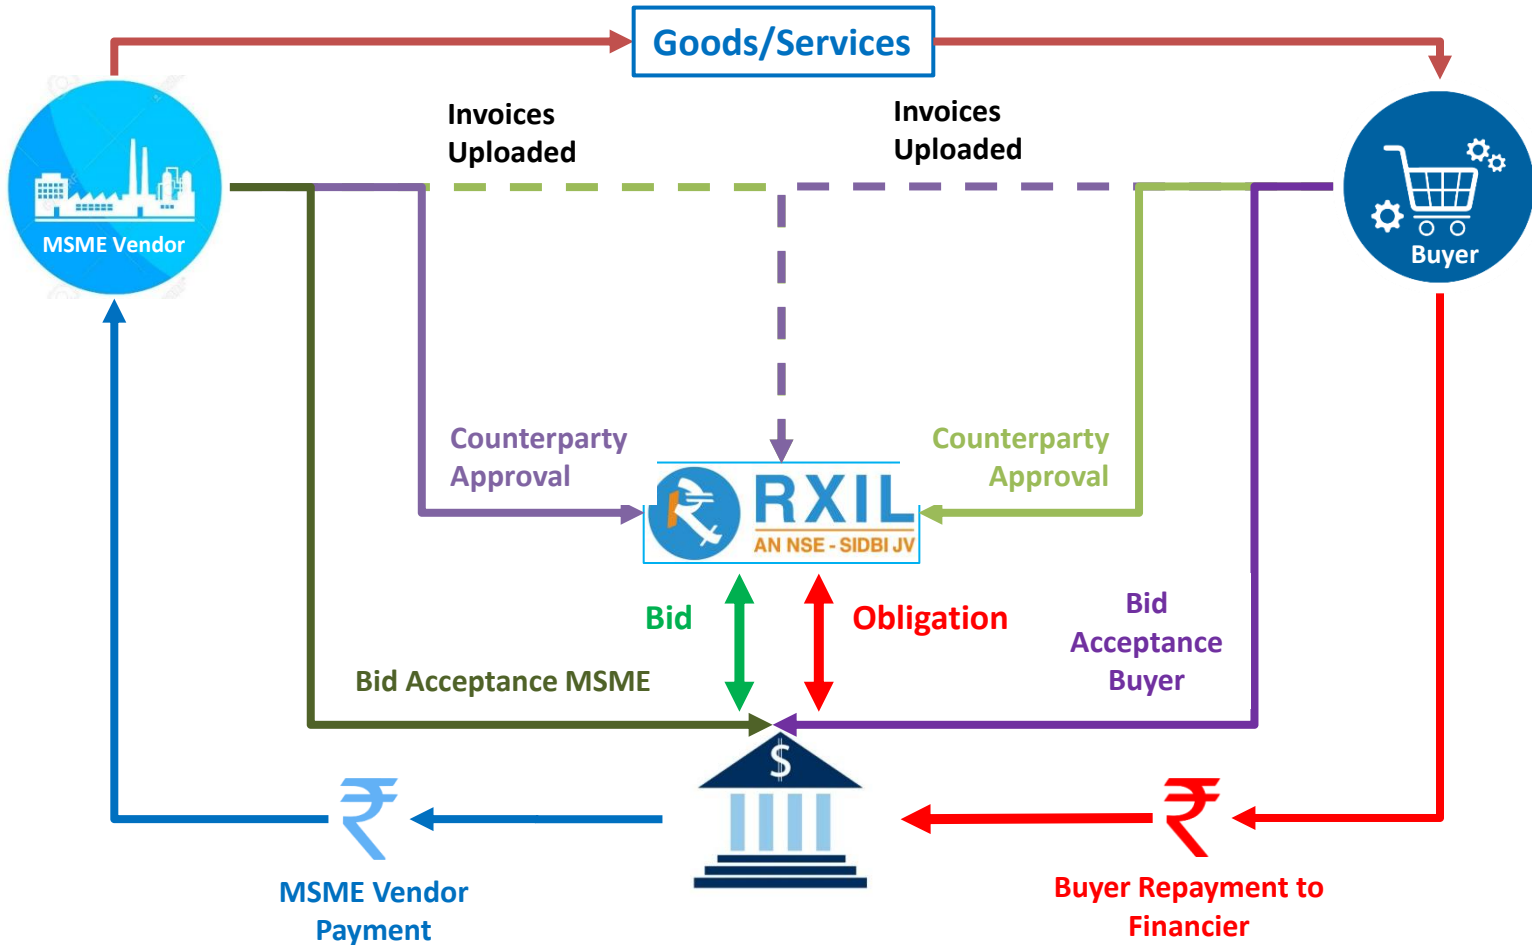 Goods/Services
Invoices
Uploaded
Invoices
Uploaded
MSME Vendor
Buyer
Counterparty
Approval
Counterparty
Approval
RXIL
AN NSE - SIDBI JV
Bid
Obligation
Bid
Acceptance
Buyer
Bid Acceptance MSME
$
₹
₹
MSME Vendor
Payment
Buyer Repayment to
Financier